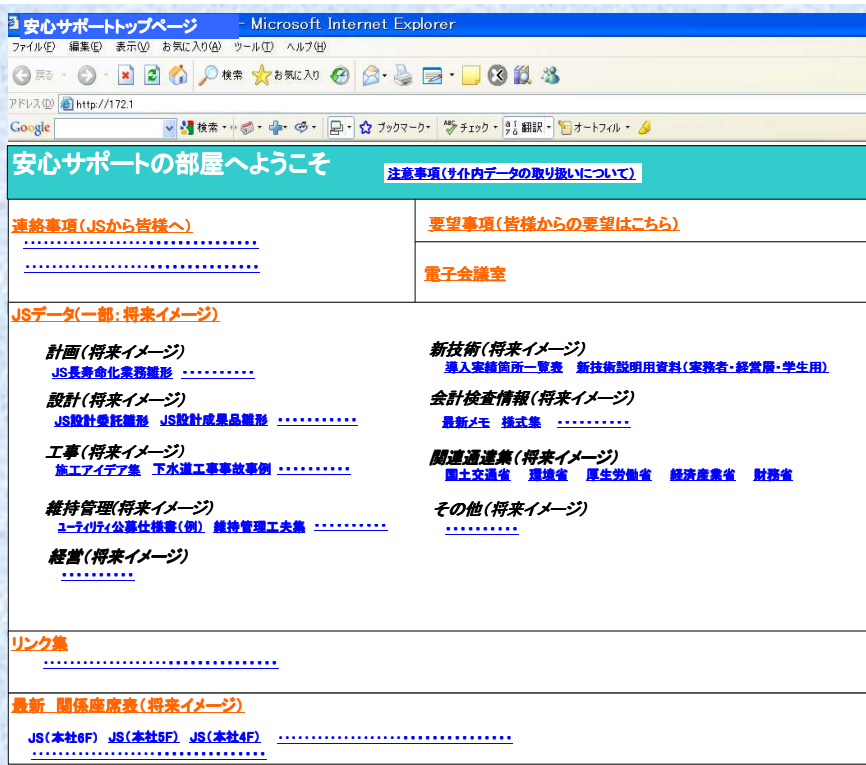 安心サポートトップページ - Microsoft Internet Explorer
ファイル(F) 編集(E) 表示(V) お気に入り(A) ツール(T) ヘルプ(H)
戻る 検索 お気に入り
アドレス(D) http://172.1
Google 検索 ブックマーク チェック 翻訳 オートフィル
安心サポートの部屋へようこそ 注意事項(サイト内データの取り扱いについて)
連絡事項(JSから皆様へ)
･････････････････････････････････
･････････････････････････････････
要望事項(皆様からの要望はこちら)
電子会議室
JSデータ(一部:将来イメージ)
計画(将来イメージ)
JS長寿命化業務雛形 ･･････････
設計(将来イメージ)
JS設計委託雛形 JS設計成果品雛形 ･･･････････
工事(将来イメージ)
施工アイデア集 下水道工事事故事例 ･･････････
維持管理(将来イメージ)
ユーティリティ公募仕様書(例) 維持管理工夫集 ･･････････
経営(将来イメージ)
･･････････
新技術(将来イメージ)
導入実績箇所一覧表 新技術説明用資料(実務者・経営層・学生用)
会計検査情報(将来イメージ)
最新メモ 様式集 ･･････････
関連通達集(将来イメージ)
国土交通省 環境省 厚生労働省 経済産業省 財務省
その他(将来イメージ)
･･････････
リンク集
･････････････････････････････････
最新 関係座席表(将来イメージ)
JS(本社6F) JS(本社5F) JS(本社4F) ･････････････････････････････････
･････････････････････････････････